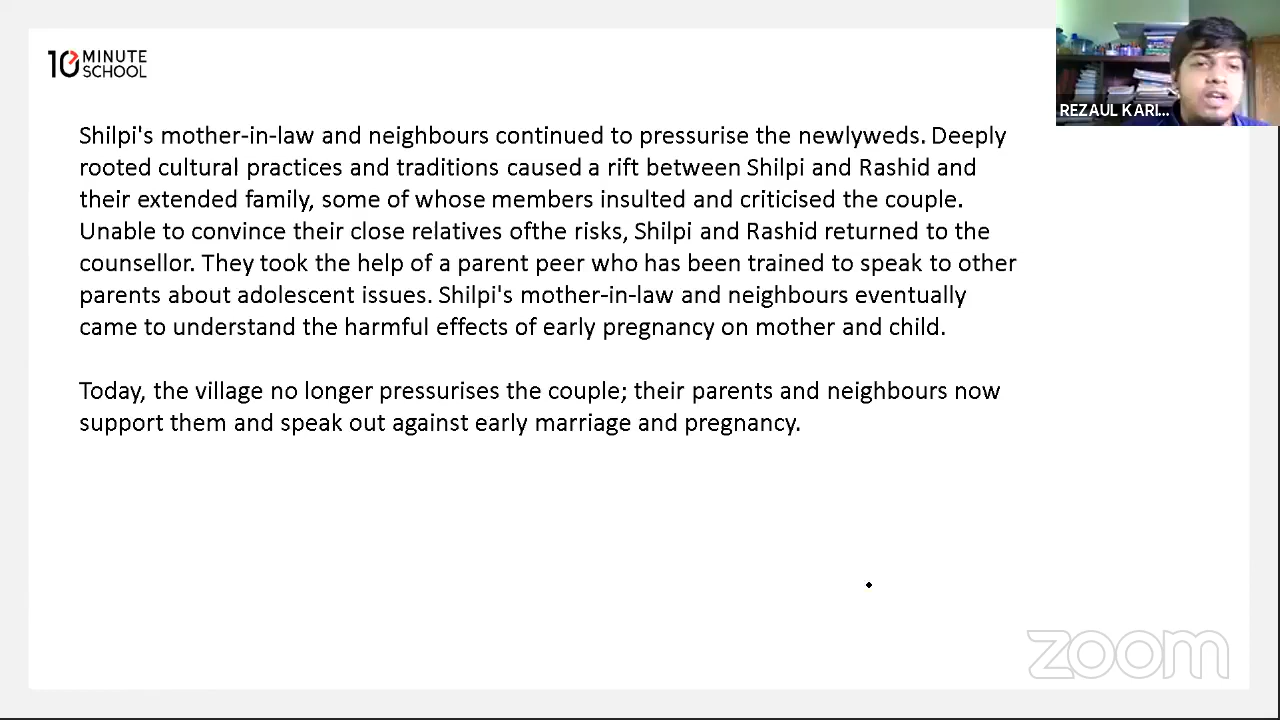 10 MINUTE
SCHOOL
REZAUL KARI...
Shilpi's mother-in-law and neighbours continued to pressurise the newlyweds. Deeply
rooted cultural practices and traditions caused a rift between Shilpi and Rashid and
their extended family, some of whose members insulted and criticised the couple.
Unable to convince their close relatives ofthe risks, Shilpi and Rashid returned to the
counsellor. They took the help of a parent peer who has been trained to speak to other
parents about adolescent issues. Shilpi's mother-in-law and neighbours eventually
came to understand the harmful effects of early pregnancy on mother and child.
Today, the village no longer pressurises the couple; their parents and neighbours now
support them and speak out against early marriage and pregnancy.
zoom